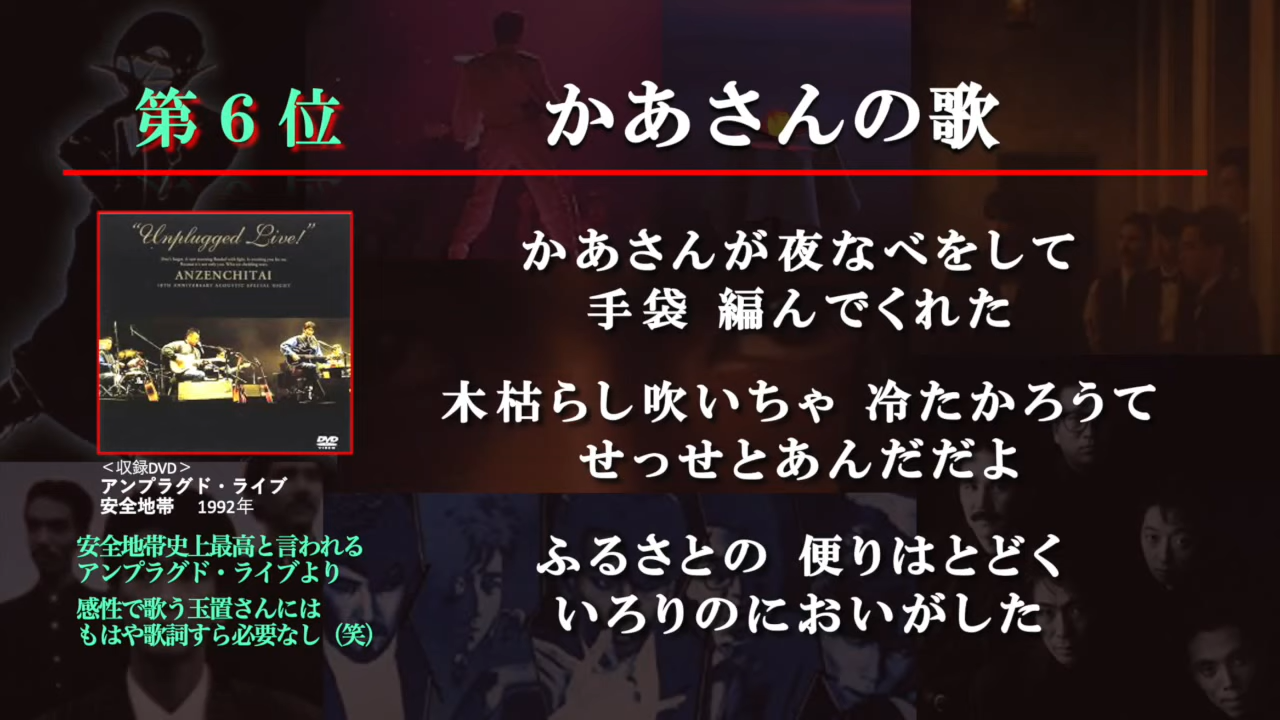 第6位
かあさんの歌
"Unplugged Live!"
ANZENCHITAI
10TH ANNIVERSARY ACOUSTIC SPECIAL NIGHT
DVD
VIDEO
＜収録DVD＞
アンプラグド・ライブ
安全地帯 1992年
安全地帯史上最高と言われる
アンプラグド・ライブより
感性で歌う玉置さんには
もはや歌詞すら必要なし（笑）
かあさんが夜なべをして
手袋 編んでくれた
木枯らし吹いちゃ 冷たかろうて
せっせとあんだだよ
ふるさとの 便りはとどく
いろりのにおいがした